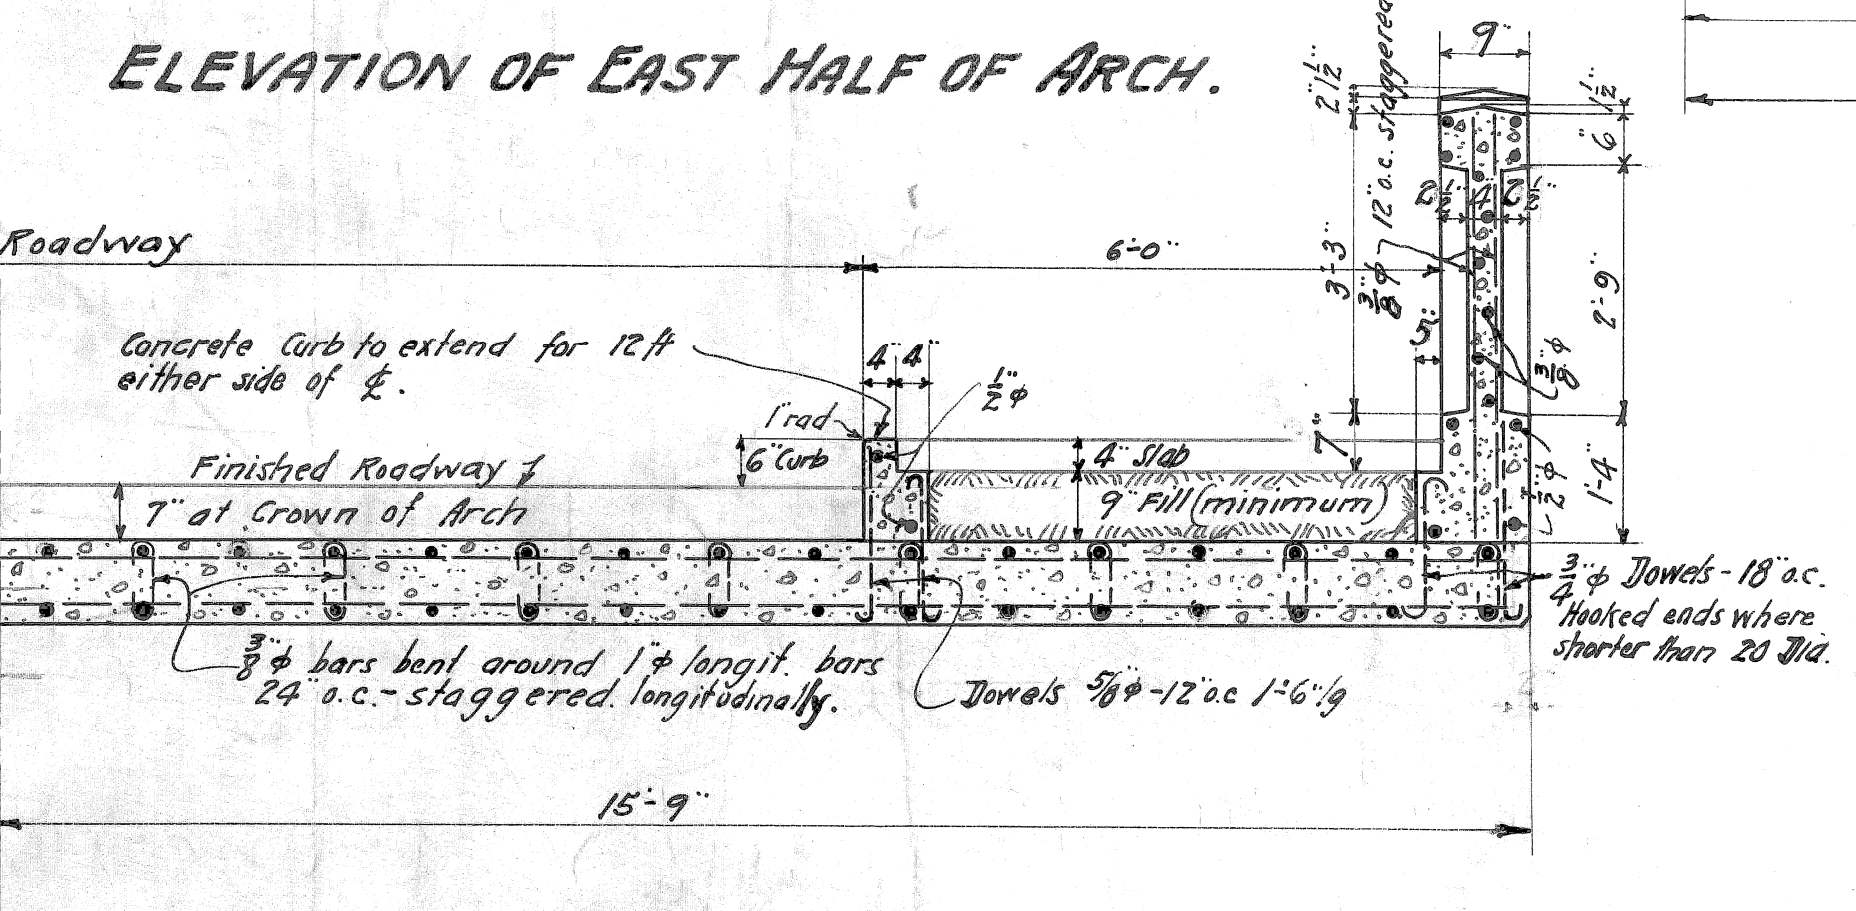 ELEVATION OF EAST HALF OF ARCH.
9"
2" 1½"
3/8"φ 12" o.c. staggered
1½"
6"
2½" 4" 2½"
Roadway
6'-0"
3'-3"
2'-9"
5"
Concrete Curb to extend for 12 ft
either side of ℄.
4" 4"
½"φ
3/8"φ
1" rad
6" Curb
4" Slab
7"
Finished Roadway
7" at Crown of Arch
9" Fill (minimum)
½"φ
1'-4"
¾"φ Dowels - 18" o.c.
Hooked ends where
shorter than 20 Dia.
3/8"φ bars bent around 1"φ longit. bars
24" o.c. - staggered longitudinally.
Dowels 5/8"φ - 12" o.c 1'-6" lg
15'-9"